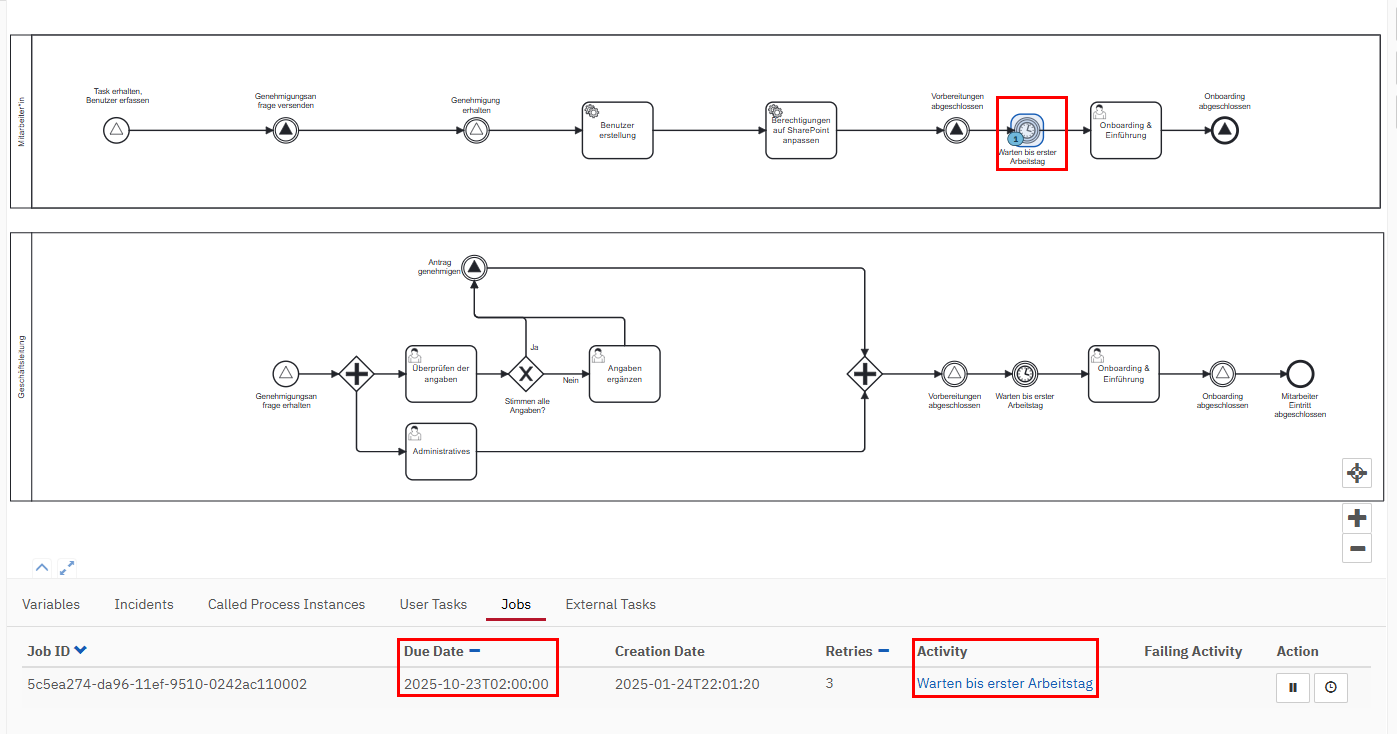 Mitarbeiter*in
Task erhalten,
Benutzer erfassen
Genehmigungsan
frage versenden
Genehmigung
erhalten
Benutzer
erstellung
Berechtigungen
auf SharePoint
anpassen
Vorbereitungen
abgeschlossen
1
Warten bis erster
Arbeitstag
Onboarding &
Einführung
Onboarding
abgeschlossen
Geschäftsleitung
Antrag
genehmigen
Genehmigungsan
frage erhalten
Überprüfen der
angaben
Ja
Nein
Stimmen alle
Angaben?
Angaben
ergänzen
Administratives
Vorbereitungen
abgeschlossen
Warten bis erster
Arbeitstag
Onboarding &
Einführung
Onboarding
abgeschlossen
Mitarbeiter
Eintritt
abgeschlossen
Variables Incidents Called Process Instances User Tasks Jobs External Tasks
Job ID Due Date Creation Date Retries Activity Failing Activity Action
5c5ea274-da96-11ef-9510-0242ac110002 2025-10-23T02:00:00 2025-01-24T22:01:20 3 Warten bis erster Arbeitstag